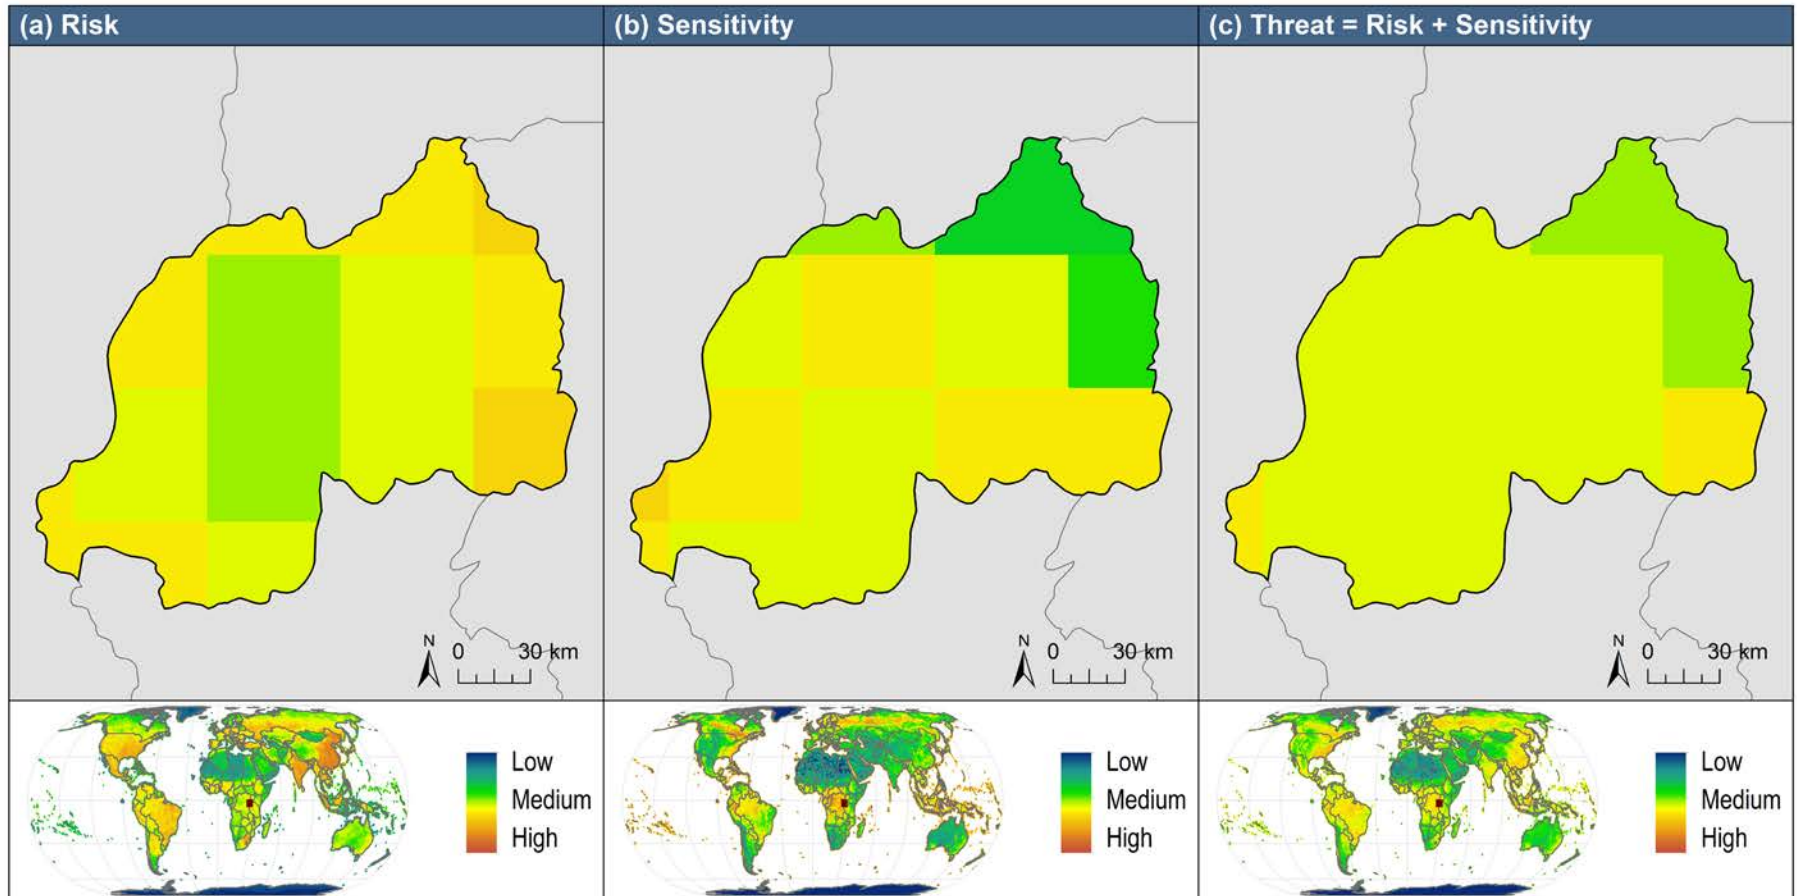 (a) Risk
(b) Sensitivity
(c) Threat = Risk + Sensitivity
N
0 30 km
N
0 30 km
N
0 30 km
Low
Medium
High
Low
Medium
High
Low
Medium
High